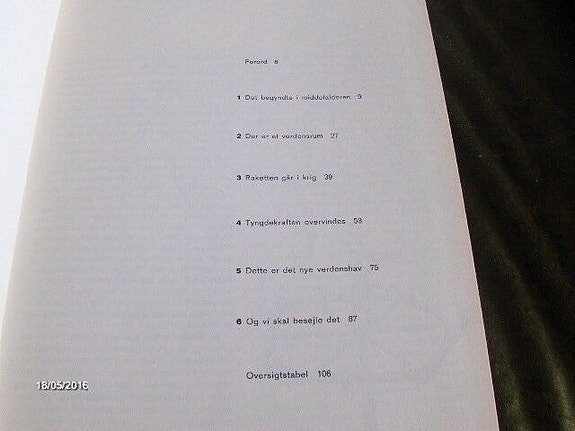 Forord 6
1 Det begyndte i middelalderen 9
2 Der er et verdensrum 27
3 Raketten går i krig 39
4 Tyngdekraften overvindes 53
5 Dette er det nye verdenshav 75
6 Og vi skal besejle det 87
Oversigtstabel 106
18/05/2016